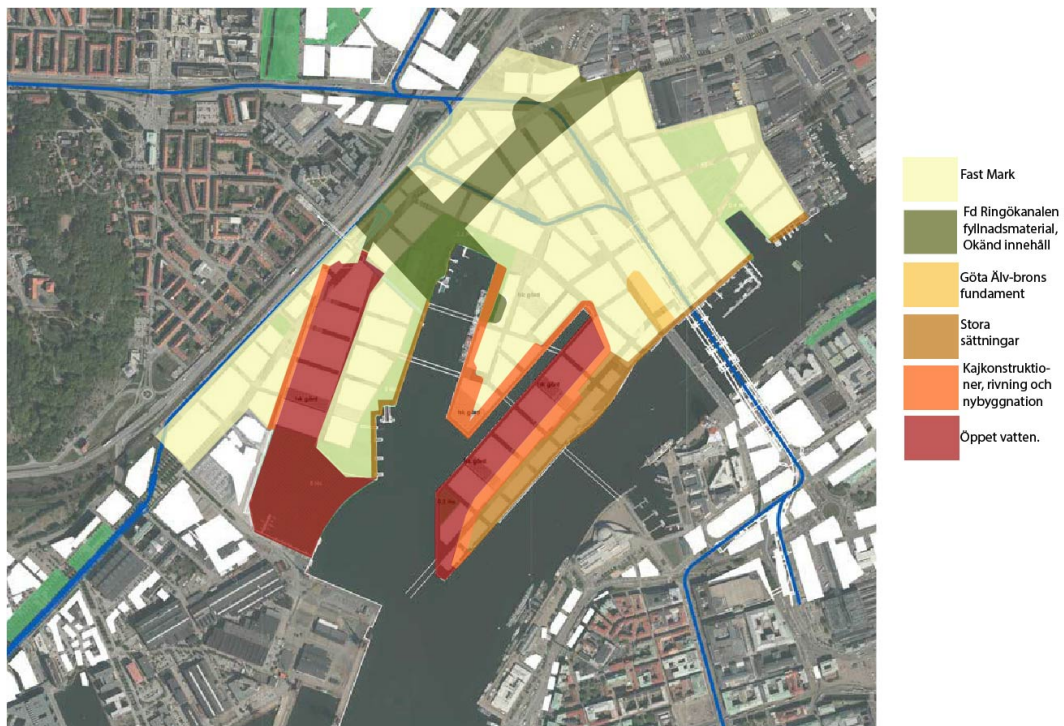 Fast Mark
Fd Ringökanalen
fyllnadsmaterial,
Okänd innehåll
Göta Älv-brons
fundament
Stora
sättningar
Kajkonstruktio-
ner, rivning och
nybyggnation
Öppet vatten.